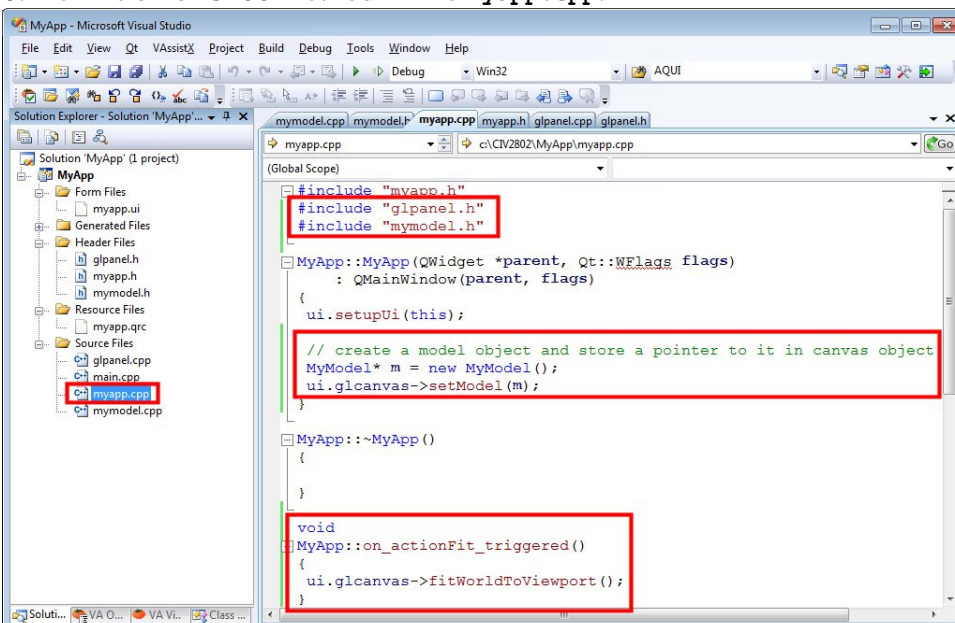 MyApp - Microsoft Visual Studio
File Edit View Qt VAssistX Project Build Debug Tools Window Help
Debug Win32 AQUI
Solution Explorer - Solution 'MyApp'...
mymodel.cpp mymodel.h myapp.cpp myapp.h glpanel.cpp glpanel.h
myapp.cpp c:\CIV2802\MyApp\myapp.cpp Go
(Global Scope)
Solution 'MyApp' (1 project)
MyApp
Form Files
myapp.ui
Generated Files
Header Files
glpanel.h
myapp.h
mymodel.h
Resource Files
myapp.qrc
Source Files
glpanel.cpp
main.cpp
myapp.cpp
mymodel.cpp
#include "myapp.h"
#include "glpanel.h"
#include "mymodel.h"
MyApp::MyApp(QWidget *parent, Qt::WFlags flags)
: QMainWindow(parent, flags)
{
ui.setupUi(this);
// create a model object and store a pointer to it in canvas object
MyModel* m = new MyModel();
ui.glcanvas->setModel(m);
}
MyApp::~MyApp()
{
}
void
MyApp::on_actionFit_triggered()
{
ui.glcanvas->fitWorldToViewport();
}
Soluti... VA O... VA Vi... Class ...